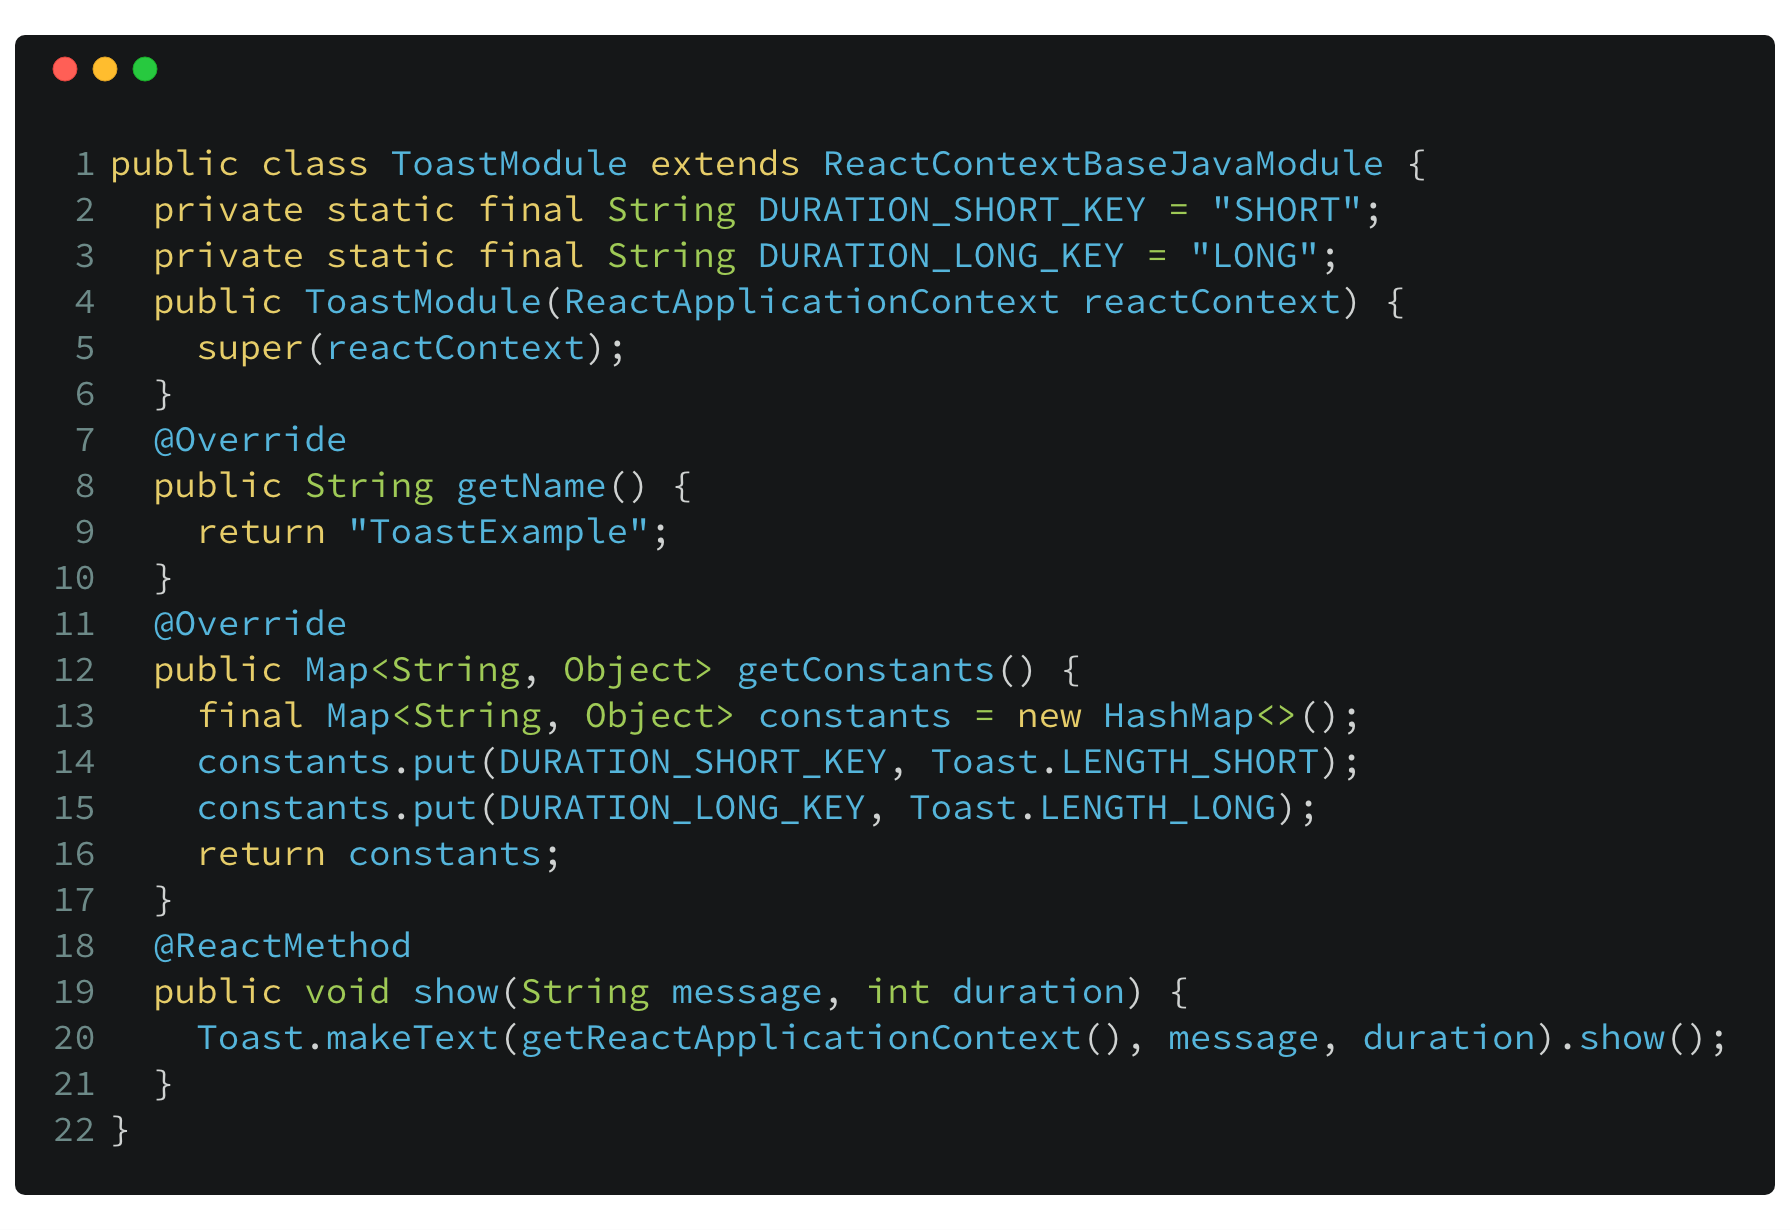 1 public class ToastModule extends ReactContextBaseJavaModule {
2   private static final String DURATION_SHORT_KEY = "SHORT";
3   private static final String DURATION_LONG_KEY = "LONG";
4   public ToastModule(ReactApplicationContext reactContext) {
5     super(reactContext);
6   }
7   @Override
8   public String getName() {
9     return "ToastExample";
10   }
11   @Override
12   public Map<String, Object> getConstants() {
13     final Map<String, Object> constants = new HashMap<>();
14     constants.put(DURATION_SHORT_KEY, Toast.LENGTH_SHORT);
15     constants.put(DURATION_LONG_KEY, Toast.LENGTH_LONG);
16     return constants;
17   }
18   @ReactMethod
19   public void show(String message, int duration) {
20     Toast.makeText(getReactApplicationContext(), message, duration).show();
21   }
22 }